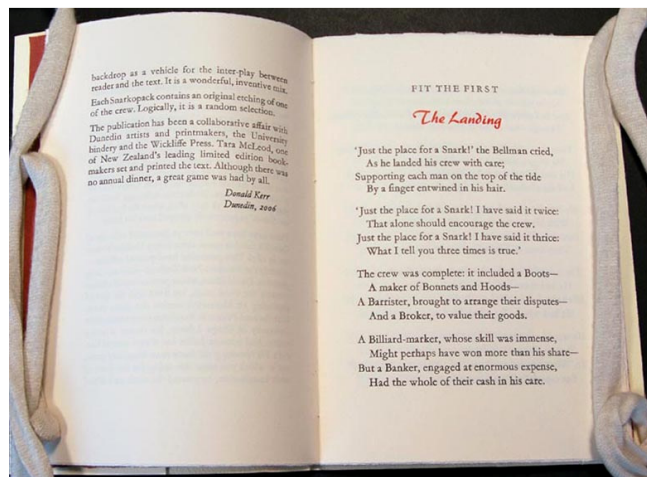 backdrop as a vehicle for the inter-play between
reader and the text. It is a wonderful, inventive mix.
Each Snarkopack contains an original etching of one
of the crew. Logically, it is a random selection.
The publication has been a collaborative affair with
Dunedin artists and printmakers, the University
bindery and the Wickliffe Press. Tara McLeod, one
of New Zealand's leading limited edition book-
makers set and printed the text. Although there was
no annual dinner, a great game was had by all.
Donald Kerr
Dunedin, 2006
FIT THE FIRST
The Landing
'Just the place for a Snark!' the Bellman cried,
As he landed his crew with care;
Supporting each man on the top of the tide
By a finger entwined in his hair.
'Just the place for a Snark! I have said it twice:
That alone should encourage the crew.
Just the place for a Snark! I have said it thrice:
What I tell you three times is true.'
The crew was complete: it included a Boots—
A maker of Bonnets and Hoods—
A Barrister, brought to arrange their disputes—
And a Broker, to value their goods.
A Billiard-marker, whose skill was immense,
Might perhaps have won more than his share—
But a Banker, engaged at enormous expense,
Had the whole of their cash in his care.